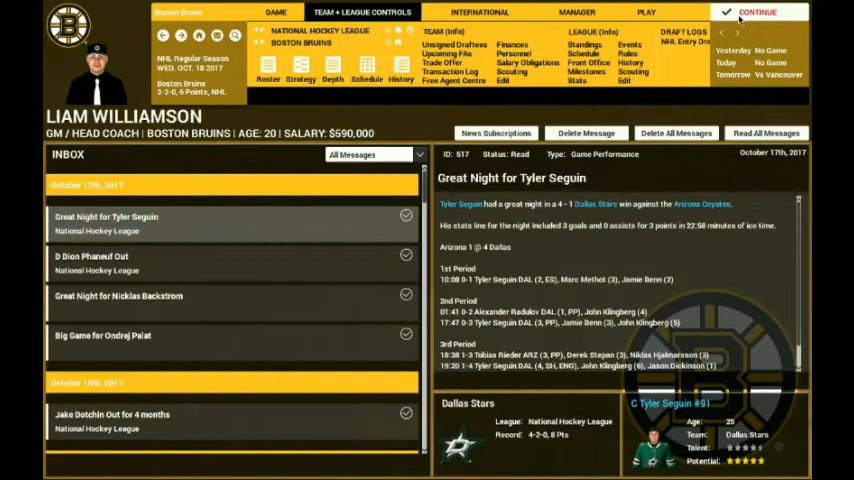 Boston Bruins
GAME
TEAM + LEAGUE CONTROLS
INTERNATIONAL
MANAGER
PLAY
CONTINUE
NHL Regular Season
WED. OCT. 18 2017
Boston Bruins
3-2-0, 6 Points, NHL
NATIONAL HOCKEY LEAGUE
BOSTON BRUINS
Roster
Strategy
Depth
Schedule
History
TEAM (Info)
Unsigned Draftees
Finances
Upcoming FAs
Personnel
Trade Offer
Salary Obligations
Transaction Log
Scouting
Free Agent Centre
Edit
LEAGUE (Info)
Standings
Events
Schedule
Rules
Front Office
History
Milestones
Scouting
Stats
Edit
DRAFT LOGS
NHL Entry Dra
Yesterday No Game
Today No Game
Tomorrow Vs Vancouver
LIAM WILLIAMSON
GM / HEAD COACH | BOSTON BRUINS | AGE: 20 | SALARY: $590,000
News Subscriptions
Delete Message
Delete All Messages
Read All Messages
INBOX
All Messages
October 17th, 2017
Great Night for Tyler Seguin
National Hockey League
D Dion Phaneuf Out
National Hockey League
Great Night for Nicklas Backstrom
Big Game for Ondrej Palat
October 16th, 2017
Jake Dotchin Out for 4 months
National Hockey League
ID: 517 Status: Read Type: Game Performance
October 17th, 2017
Great Night for Tyler Seguin
Tyler Seguin had a great night in a 4 - 1 Dallas Stars win against the Arizona Coyotes.
His stats line for the night included 3 goals and 0 assists for 3 points in 22:58 minutes of ice time.
Arizona 1 @ 4 Dallas
1st Period
10:08 0-1 Tyler Seguin DAL (2, ES), Marc Methot (3), Jamie Benn (2)
2nd Period
01:41 0-2 Alexander Radulov DAL (1, PP), John Klingberg (4)
17:47 0-3 Tyler Seguin DAL (3, PP), Jamie Benn (3), John Klingberg (5)
3rd Period
18:38 1-3 Tobias Rieder ARZ (3, PP), Derek Stepan (3), Niklas Hjalmarsson (3)
19:20 1-4 Tyler Seguin DAL (4, SH, ENG), John Klingberg (6), Jason Dickinson (1)
Dallas Stars
League: National Hockey League
Record: 4-2-0, 8 Pts
C Tyler Seguin #91
Age: 25
Team: Dallas Stars
Talent:
Potential: